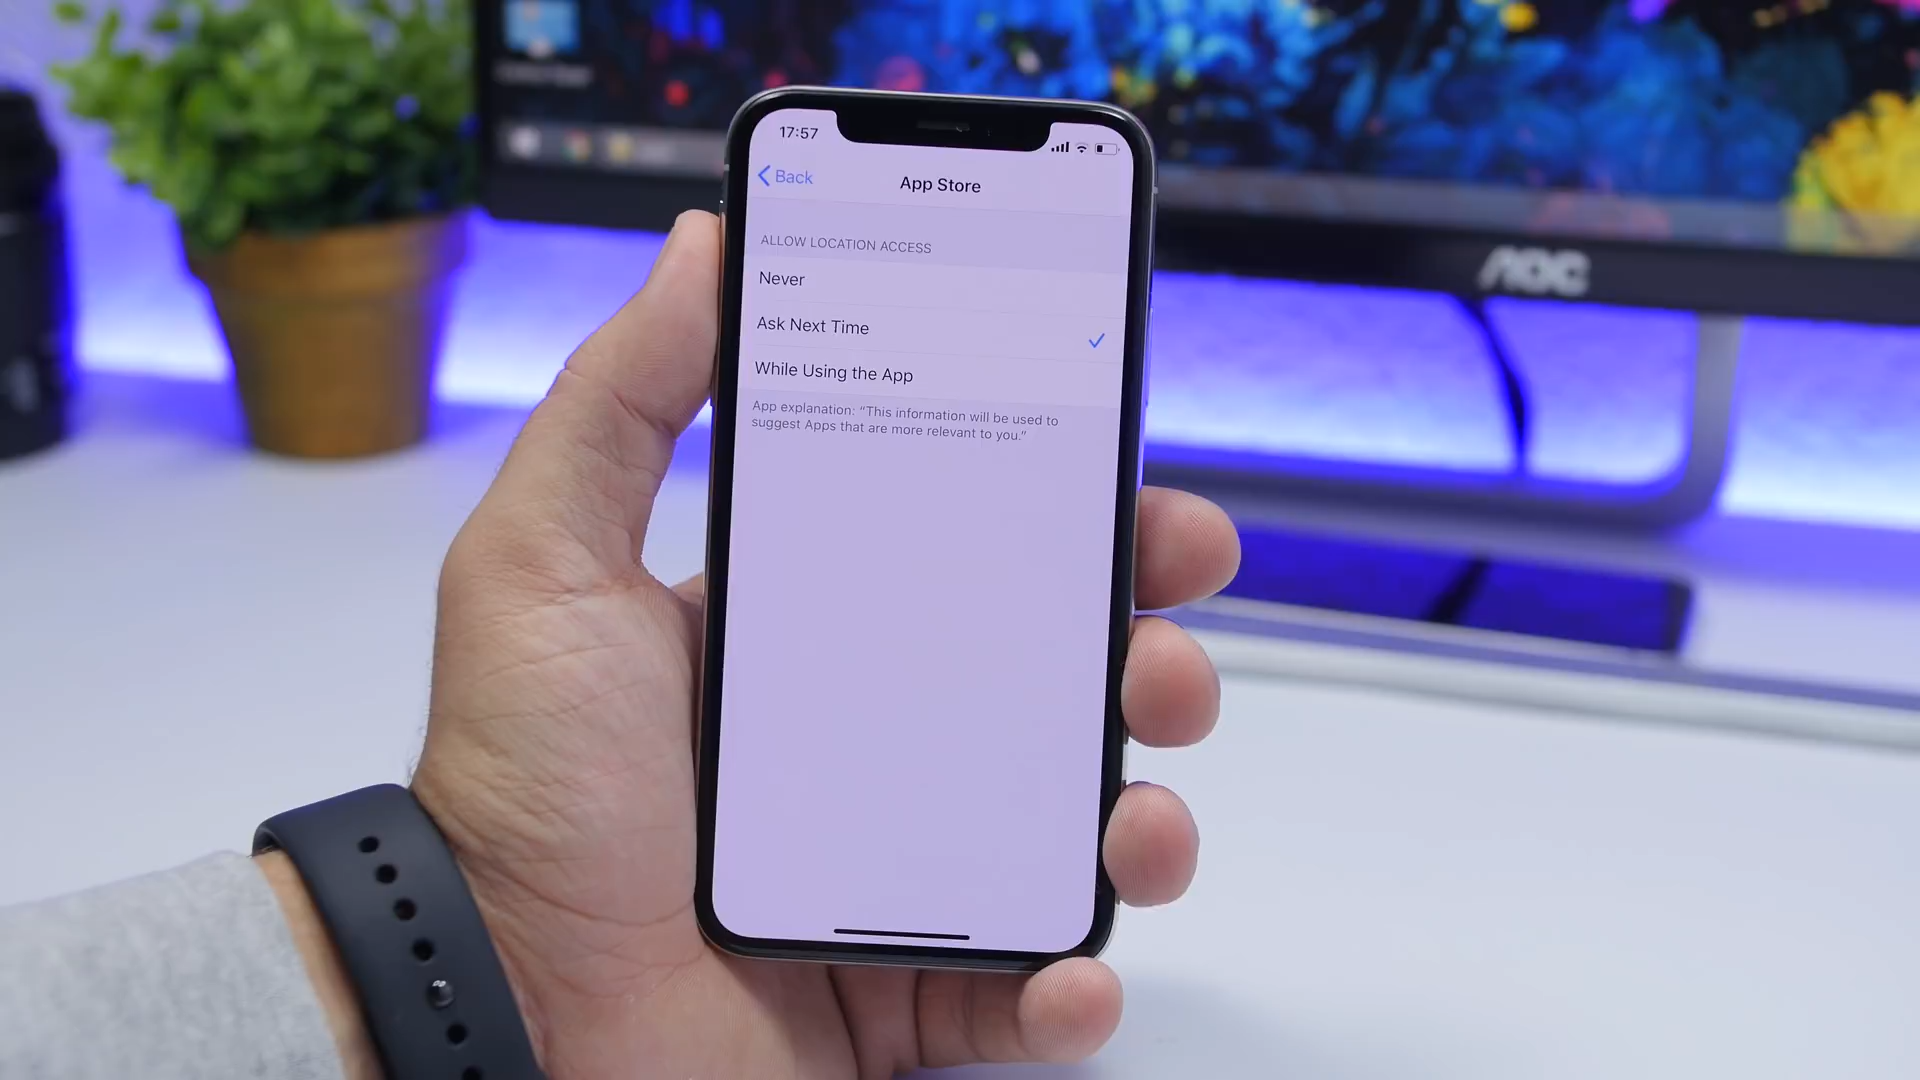 17:57
Back
App Store
ALLOW LOCATION ACCESS
Never
Ask Next Time
While Using the App
App explanation: “This information will be used to
suggest Apps that are more relevant to you.”
AOC